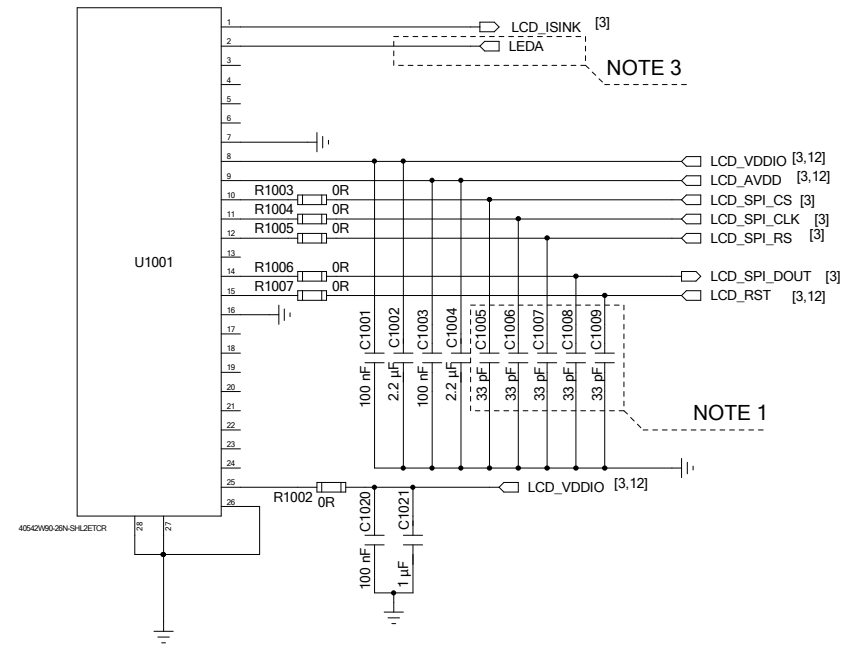 1 LCD_ISINK [3]
2 LEDA
3 NOTE 3
4
5
6
7
8 LCD_VDDIO [3,12]
9 LCD_AVDD [3,12]
10 R1003 0R LCD_SPI_CS [3]
11 R1004 0R LCD_SPI_CLK [3]
12 R1005 0R LCD_SPI_RS [3]
13
U1001
14 R1006 0R LCD_SPI_DOUT [3]
15 R1007 0R LCD_RST [3,12]
16
17
18
19
20
21
22
23
24
C1001 C1002 C1003 C1004 C1005 C1006 C1007 C1008 C1009
100 nF 2.2 µF 100 nF 2.2 µF 33 pF 33 pF 33 pF 33 pF 33 pF
NOTE 1
25 R1002 0R LCD_VDDIO [3,12]
26
C1020 C1021
100 nF 1 µF
40542W90-26N-SHL2ETCR
28 27